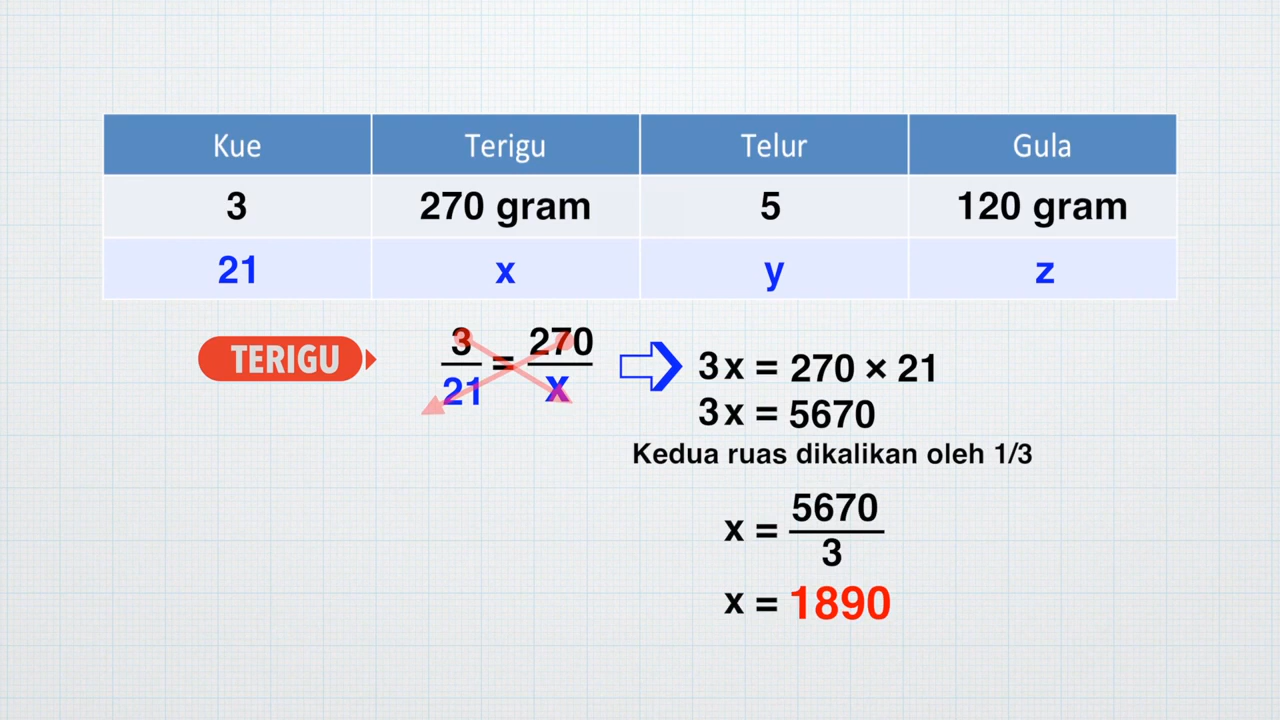 Kue Terigu Telur Gula
3 270 gram 5 120 gram
21 x y z
TERIGU
3/21 = 270/x
3x = 270 × 21
3x = 5670
Kedua ruas dikalikan oleh 1/3
x = 5670/3
x = 1890